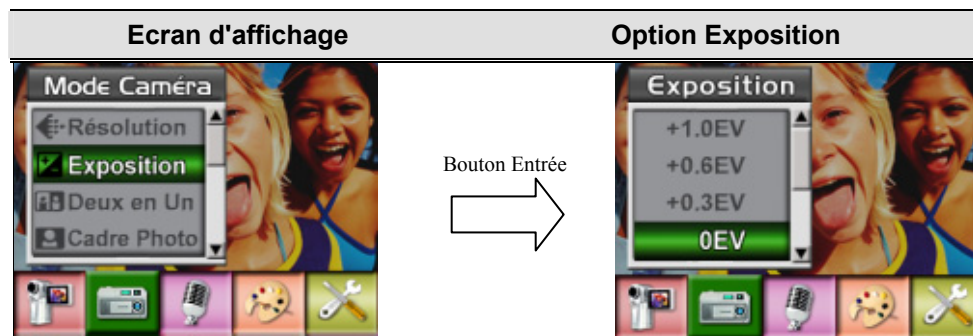 Ecran d'affichage
Option Exposition
Mode Caméra
Résolution
Exposition
Deux en Un
Cadre Photo
Bouton Entrée
Exposition
+1.0EV
+0.6EV
+0.3EV
0EV